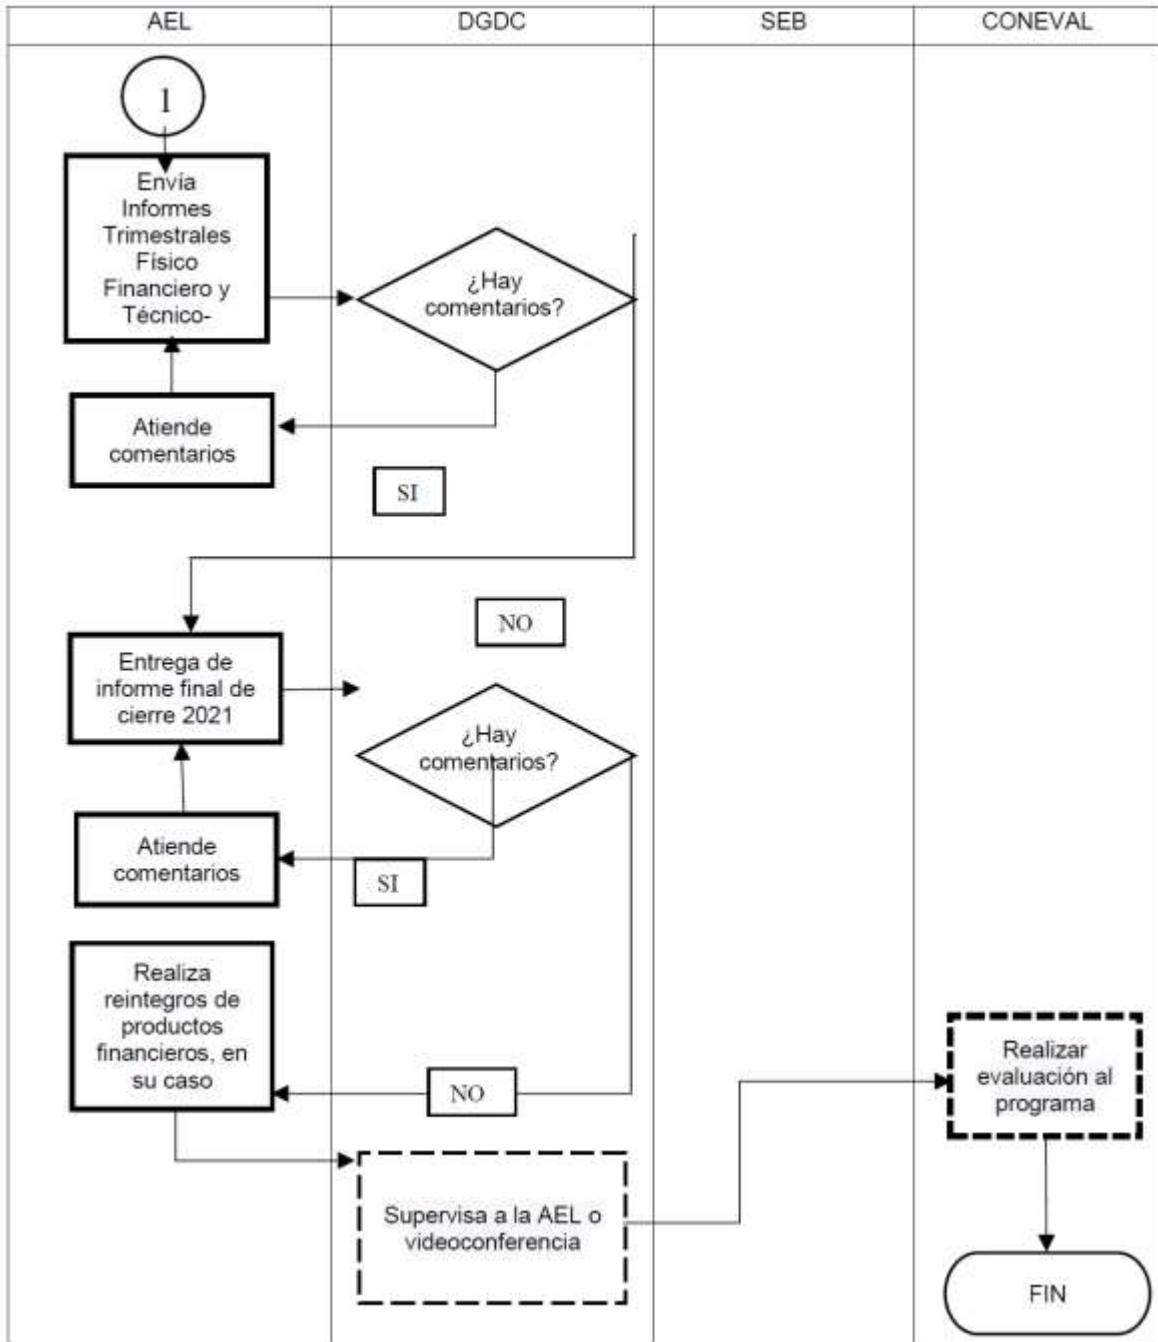 AEL
DGDC
SEB
CONEVAL
1
Envía
Informes
Trimestrales
Físico
Financiero y
Técnico-
¿Hay
comentarios?
Atiende
comentarios
SI
NO
Entrega de
informe final de
cierre 2021
¿Hay
comentarios?
Atiende
comentarios
SI
Realiza
reintegros de
productos
financieros, en
su caso
NO
Realizar
evaluación al
programa
Supervisa a la AEL o
videoconferencia
FIN